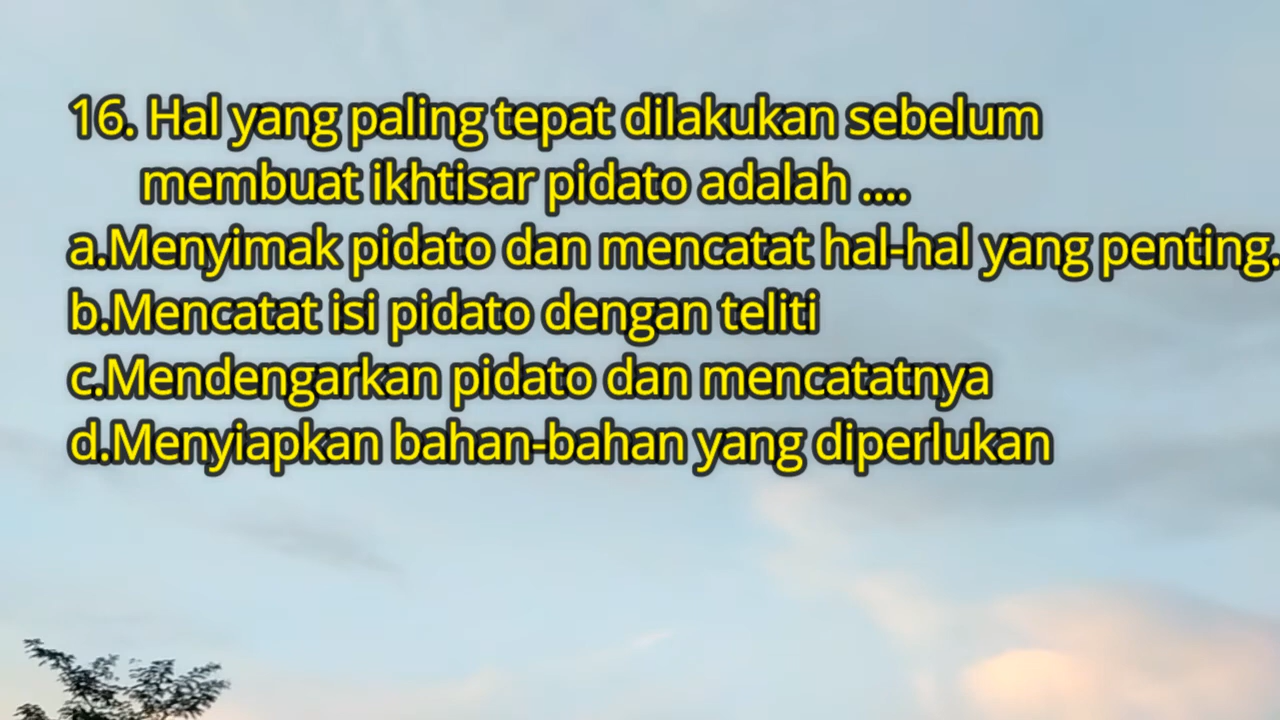 16. Hal yang paling tepat dilakukan sebelum
membuat ikhtisar pidato adalah ....
a.Menyimak pidato dan mencatat hal-hal yang penting.
b.Mencatat isi pidato dengan teliti
c.Mendengarkan pidato dan mencatatnya
d.Menyiapkan bahan-bahan yang diperlukan